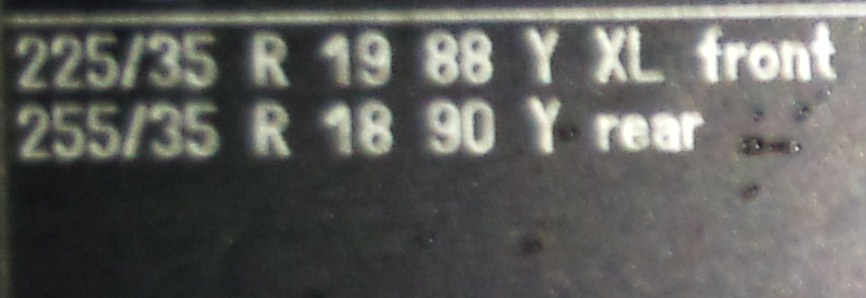 225/35 R 19 88 Y XL front
255/35 R 18 90 Y rear